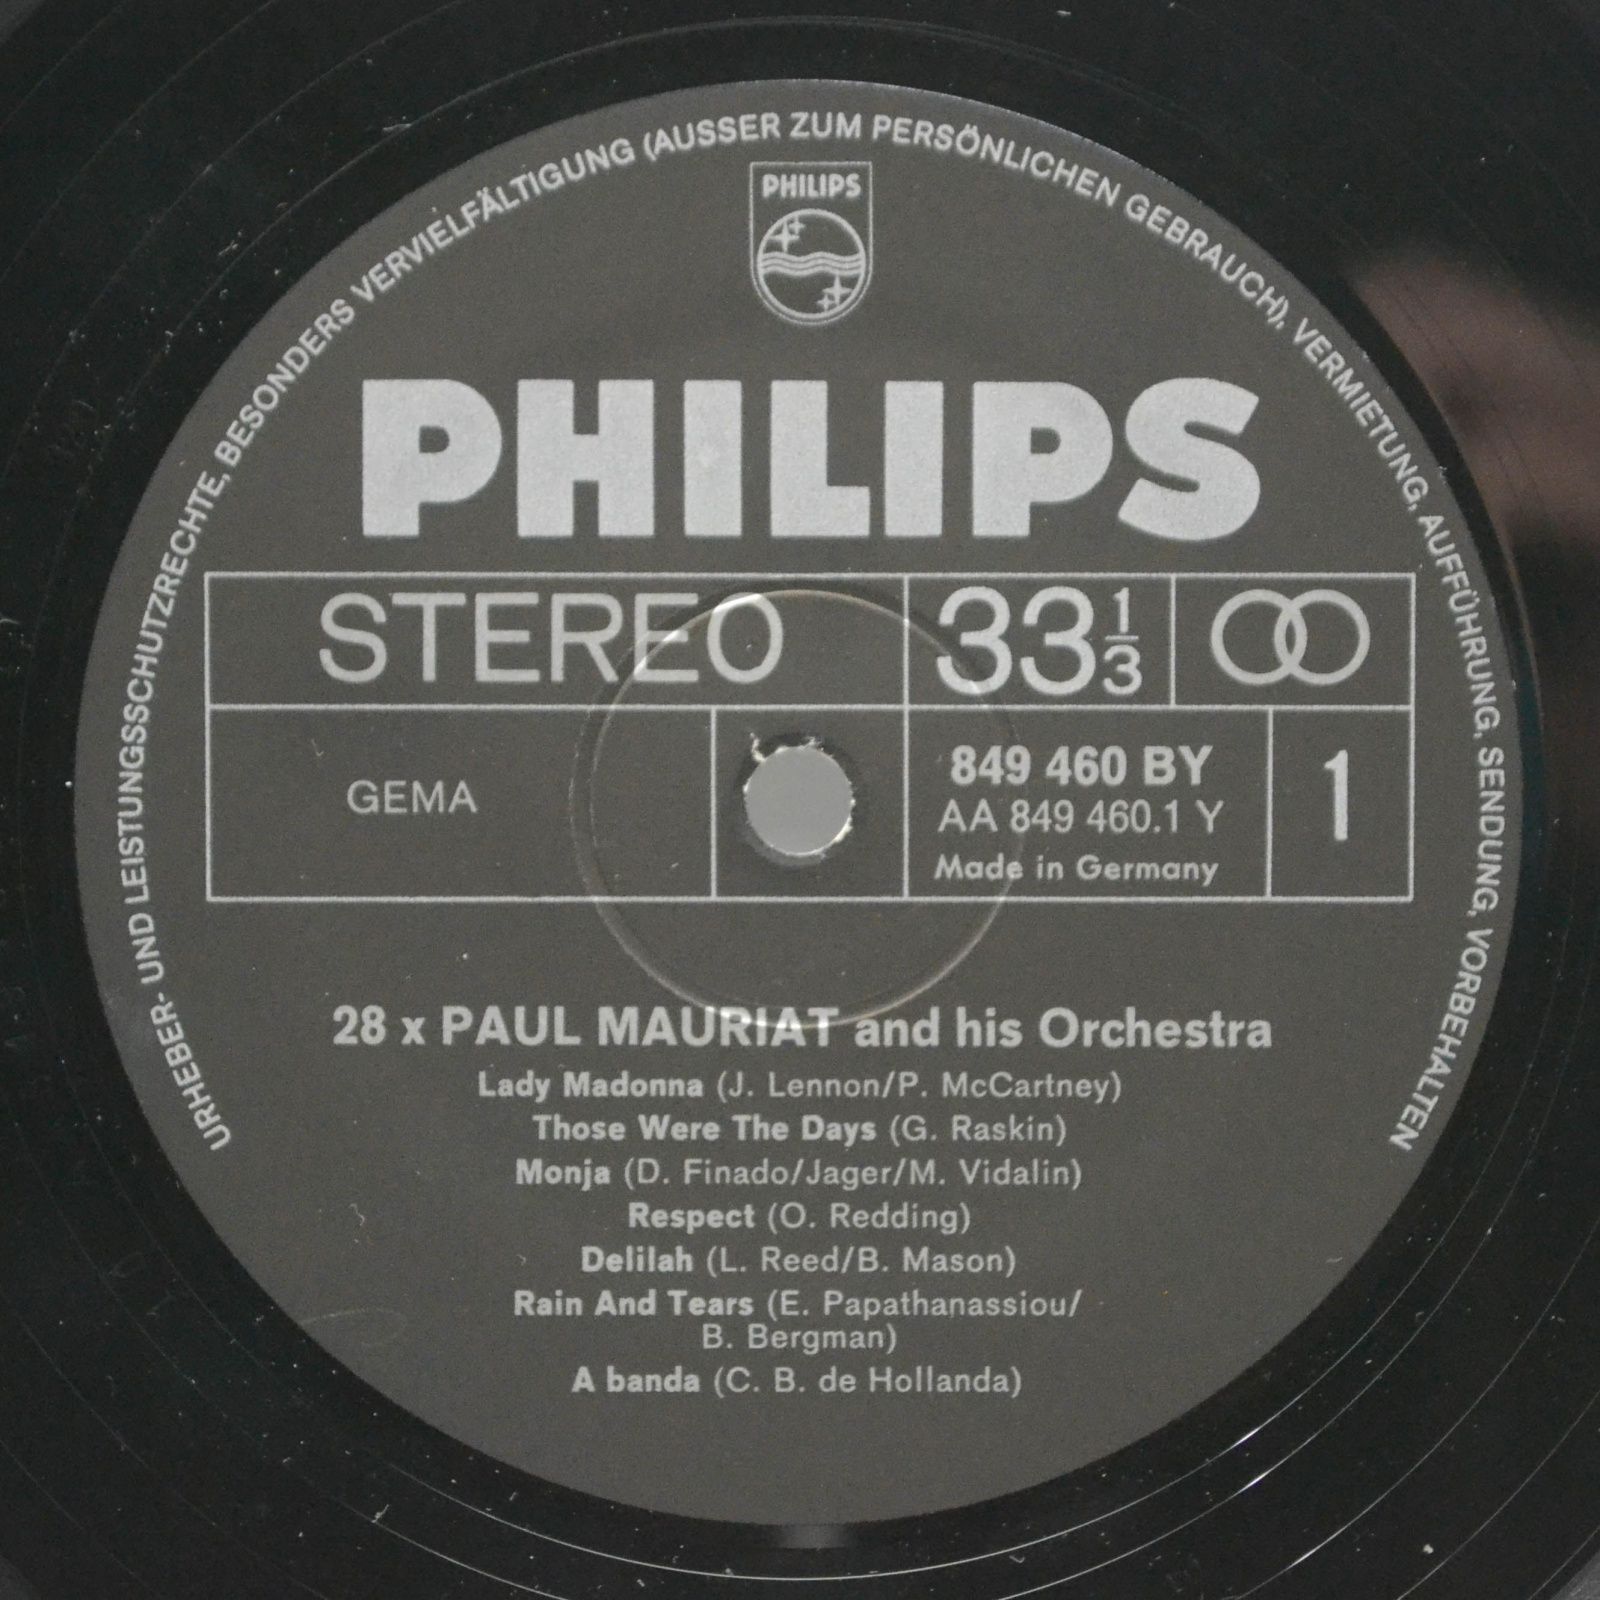 URHEBER- UND LEISTUNGSSCHUTZRECHTE, BESONDERS VERVIELFÄLTIGUNG (AUSSER ZUM PERSÖNLICHEN GEBRAUCH), VERMIETUNG, AUFFÜHRUNG, SENDUNG, VORBEHALTEN
PHILIPS
PHILIPS
STEREO 33 1/3
GEMA
849 460 BY
AA 849 460.1 Y
Made in Germany
1
28 x PAUL MAURIAT and his Orchestra
Lady Madonna (J. Lennon/P. McCartney)
Those Were The Days (G. Raskin)
Monja (D. Finado/Jager/M. Vidalin)
Respect (O. Redding)
Delilah (L. Reed/B. Mason)
Rain And Tears (E. Papathanassiou/
B. Bergman)
A banda (C. B. de Hollanda)